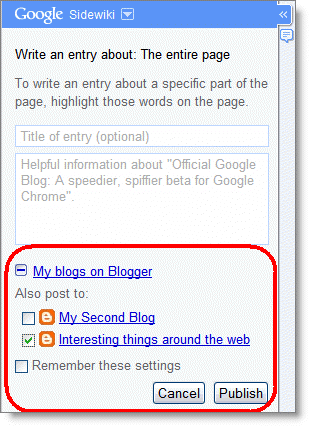 Google Sidewiki
Write an entry about: The entire page
To write an entry about a specific part of the
page, highlight those words on the page.
Title of entry (optional)
Helpful information about "Official Google
Blog: A speedier, spiffier beta for Google
Chrome".
My blogs on Blogger
Also post to:
My Second Blog
Interesting things around the web
Remember these settings
Cancel Publish